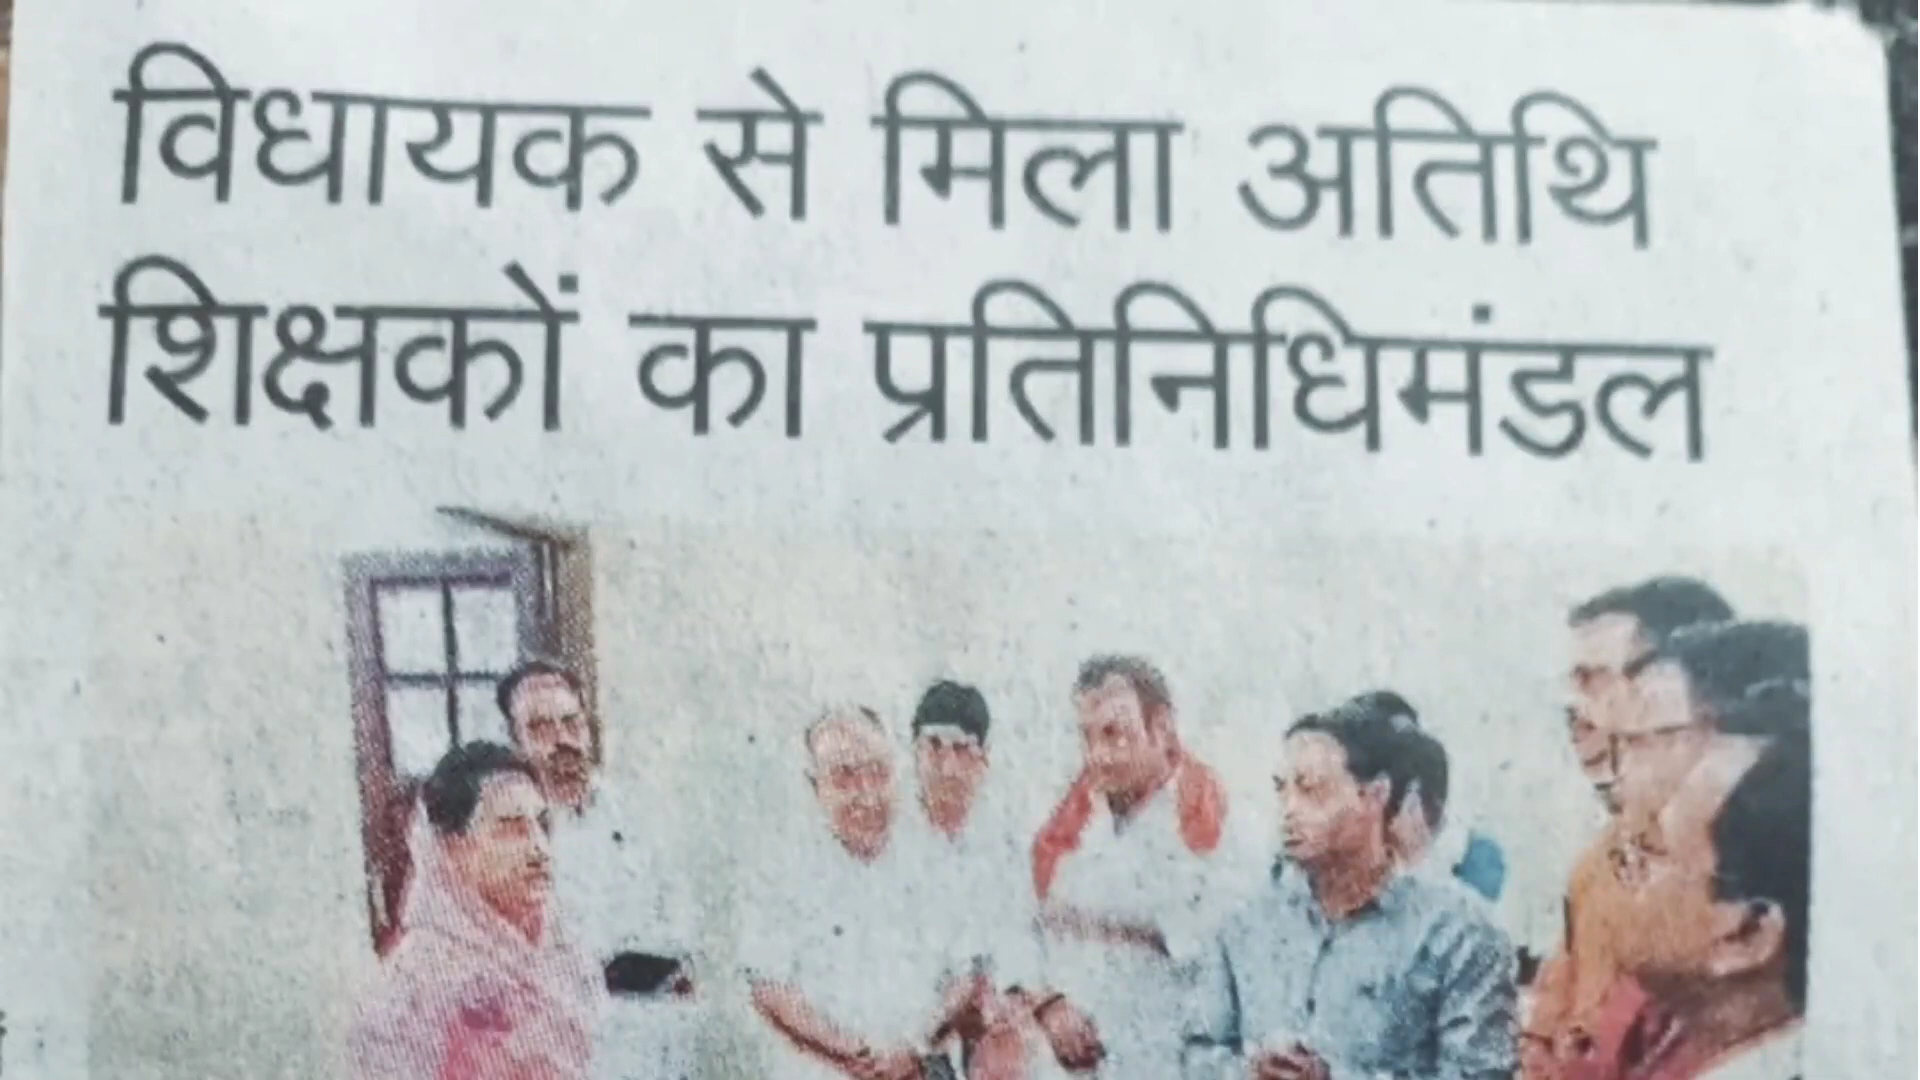 विधायक से मिला अतिथि
शिक्षकों का प्रतिनिधिमंडल